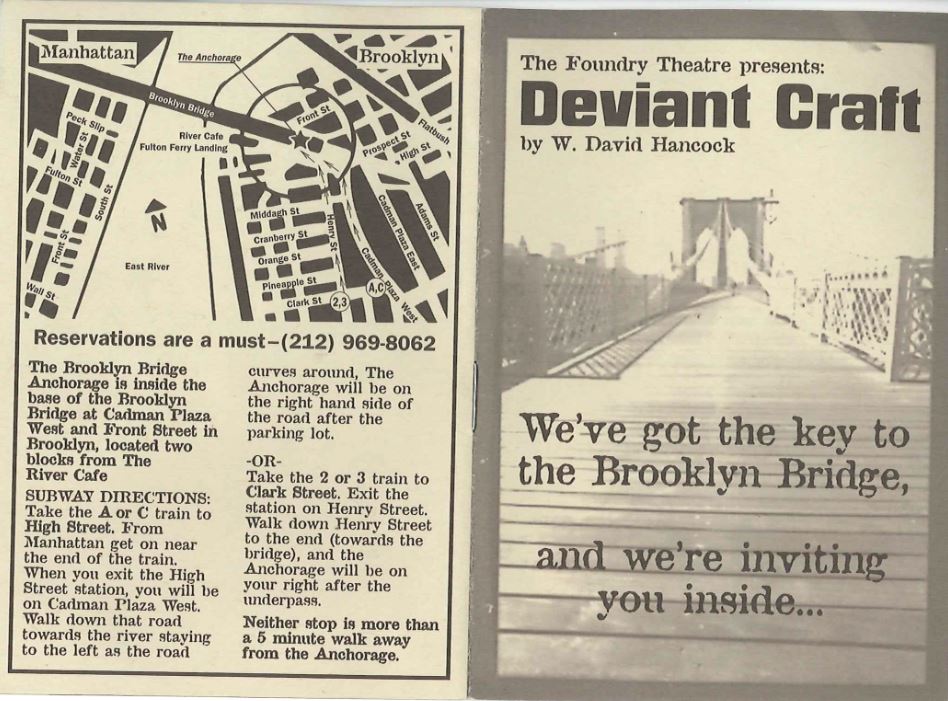 Manhattan
The Anchorage
Brooklyn
Brooklyn Bridge
Peck Slip
Water St
Fulton St
South St
Front St
Wall St
River Cafe
Fulton Ferry Landing
Front St
Flatbush
Prospect St
High St
N
East River
Middagh St
Cranberry St
Orange St
Pineapple St
Clark St
Henry St
2,3
A,C
Cadman Plaza West
Cadman Plaza East
Adams St
Reservations are a must–(212) 969-8062
The Brooklyn Bridge
Anchorage is inside the
base of the Brooklyn
Bridge at Cadman Plaza
West and Front Street in
Brooklyn, located two
blocks from The
River Cafe
SUBWAY DIRECTIONS:
Take the A or C train to
High Street. From
Manhattan get on near
the end of the train.
When you exit the High
Street station, you will be
on Cadman Plaza West.
Walk down that road
towards the river staying
to the left as the road
curves around, The
Anchorage will be on
the right hand side of
the road after the
parking lot.
-OR-
Take the 2 or 3 train to
Clark Street. Exit the
station on Henry Street.
Walk down Henry Street
to the end (towards the
bridge), and the
Anchorage will be on
your right after the
underpass.
Neither stop is more than
a 5 minute walk away
from the Anchorage.
The Foundry Theatre presents:
Deviant Craft
by W. David Hancock
We've got the key to
the Brooklyn Bridge,
and we're inviting
you inside...